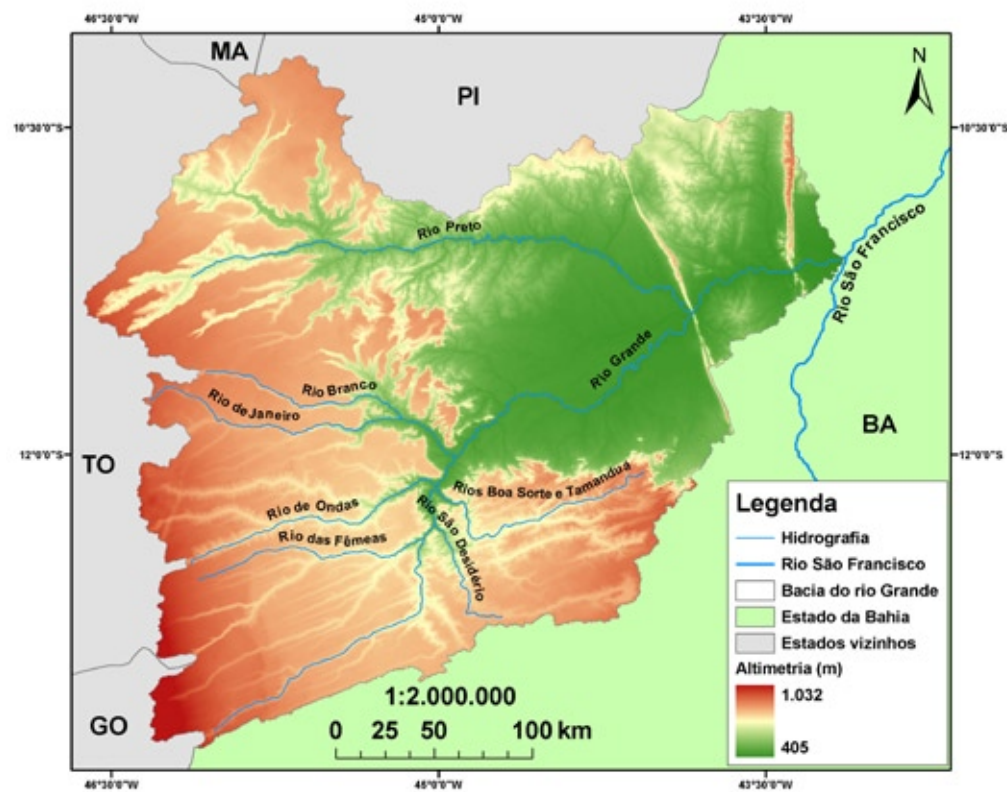 46°30'0"W
45°0'0"W
43°30'0"W
MA
PI
N
10°30'0"S
10°30'0"S
Rio Preto
Rio São Francisco
Rio Grande
Rio Branco
Rio deJaneiro
BA
TO
12°0'0"S
12°0'0"S
Rios Boa Sorte e Tamanduá
Rio de Ondas
Rio São Desidério
Rio das Fêmeas
Legenda
Hidrografia
Rio São Francisco
Bacia do rio Grande
Estado da Bahia
Estados vizinhos
Altimetria (m)
1.032
405
GO
1:2.000.000
0 25 50 100 km
46°30'0"W
45°0'0"W
43°30'0"W